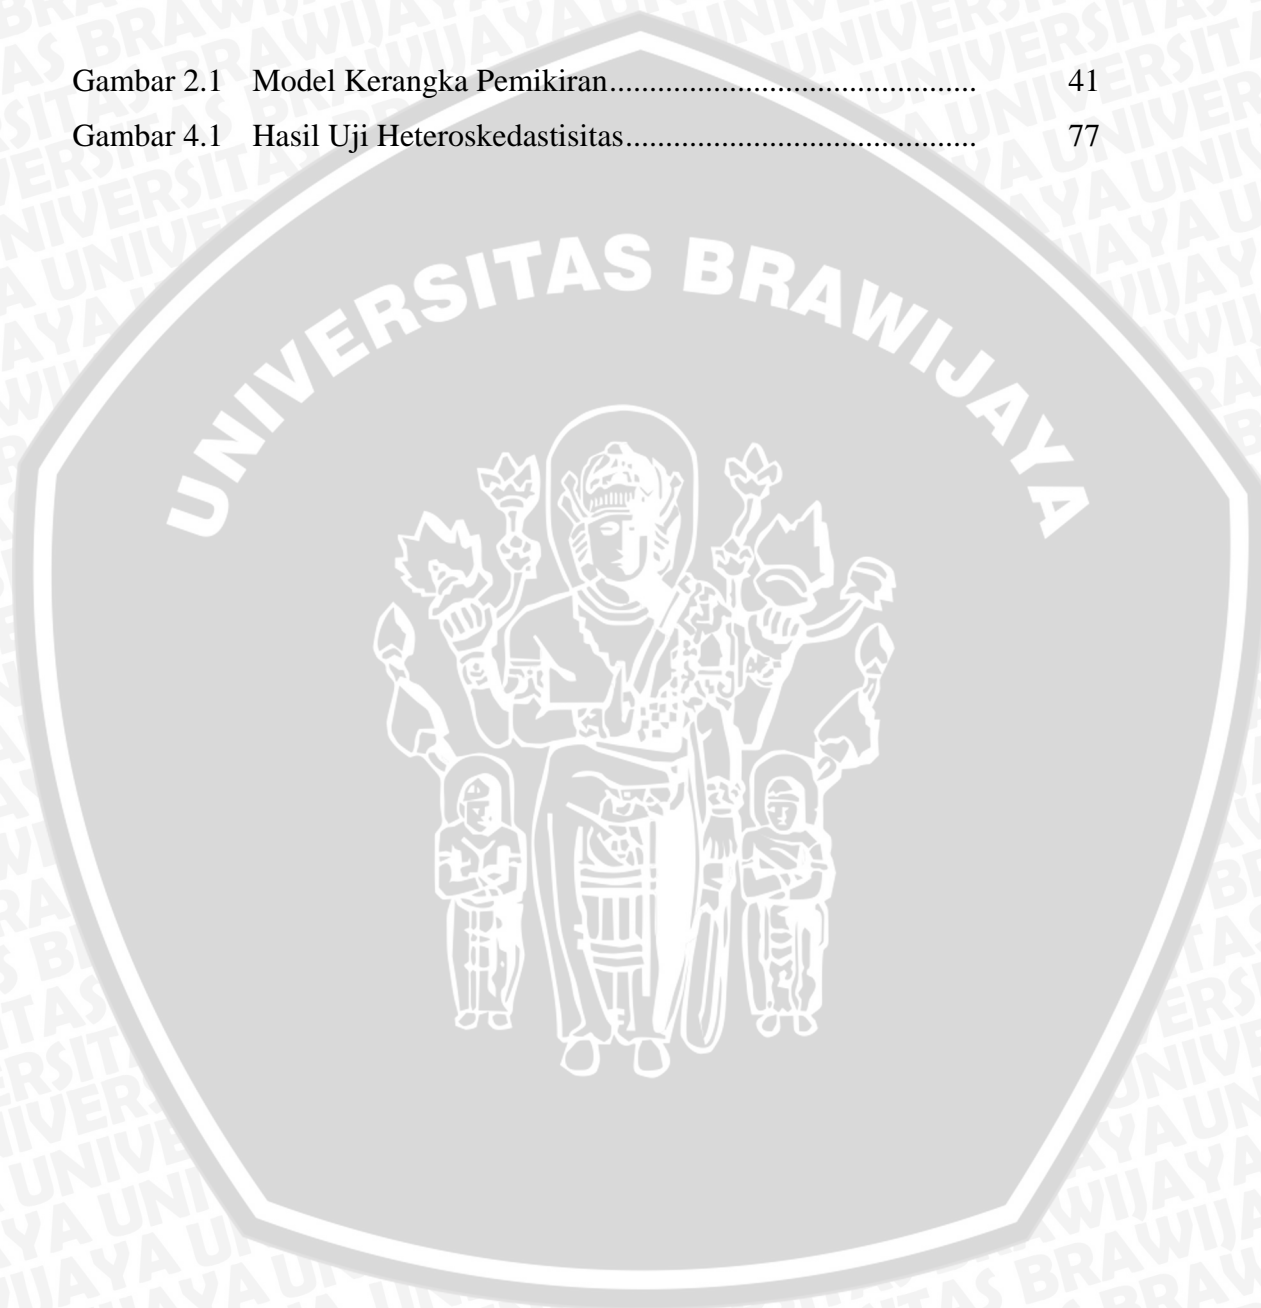 Gambar 2.1 Model Kerangka Pemikiran............................................. 41
Gambar 4.1 Hasil Uji Heteroskedastisitas........................................... 77
UNIVERSITAS BRAWIJAYA